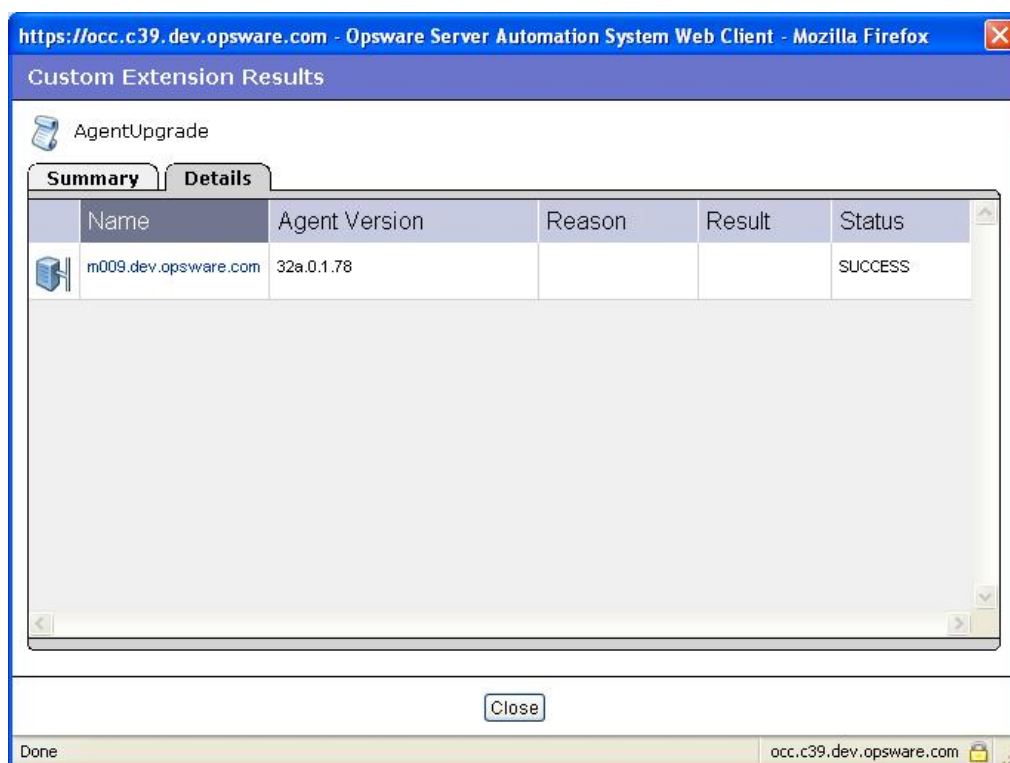 https://occ.c39.dev.opsware.com - Opsware Server Automation System Web Client - Mozilla Firefox
Custom Extension Results
AgentUpgrade
Summary Details
Name Agent Version Reason Result Status
m009.dev.opsware.com 32a.0.1.78 SUCCESS
Close
Done occ.c39.dev.opsware.com